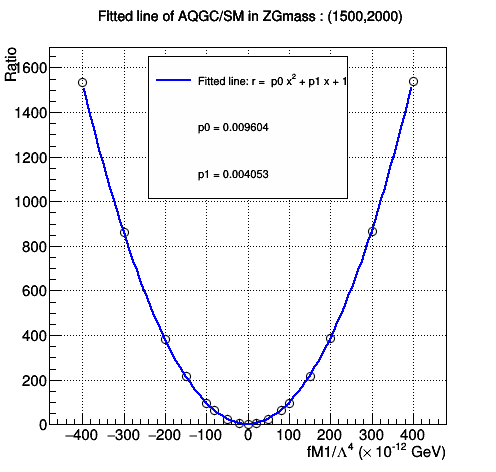 FItted line of AQGC/SM in ZGmass : (1500,2000)
Ratio
Fitted line: r = p0 x² + p1 x + 1
p0 = 0.009604
p1 = 0.004053
1600
1400
1200
1000
800
600
400
200
0
−400 −300 −200 −100 0 100 200 300 400
fM1/Λ⁴ (× 10⁻¹² GeV)